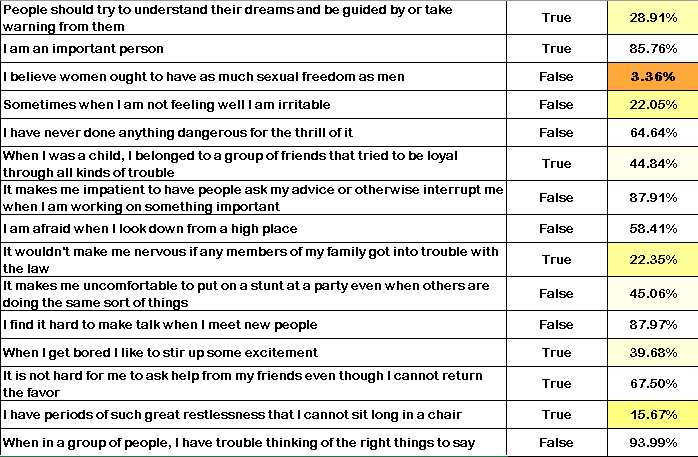 People should try to understand their dreams and be guided by or take
warning from them
True
28.91%
I am an important person
True
85.76%
I believe women ought to have as much sexual freedom as men
False
3.36%
Sometimes when I am not feeling well I am irritable
False
22.05%
I have never done anything dangerous for the thrill of it
False
64.64%
When I was a child, I belonged to a group of friends that tried to be loyal
through all kinds of trouble
True
44.84%
It makes me impatient to have people ask my advice or otherwise interrupt me
when I am working on something important
False
87.91%
I am afraid when I look down from a high place
False
58.41%
It wouldn't make me nervous if any members of my family got into trouble with
the law
True
22.35%
It makes me uncomfortable to put on a stunt at a party even when others are
doing the same sort of things
False
45.06%
I find it hard to make talk when I meet new people
False
87.97%
When I get bored I like to stir up some excitement
True
39.68%
It is not hard for me to ask help from my friends even though I cannot return
the favor
True
67.50%
I have periods of such great restlessness that I cannot sit long in a chair
True
15.67%
When in a group of people, I have trouble thinking of the right things to say
False
93.99%